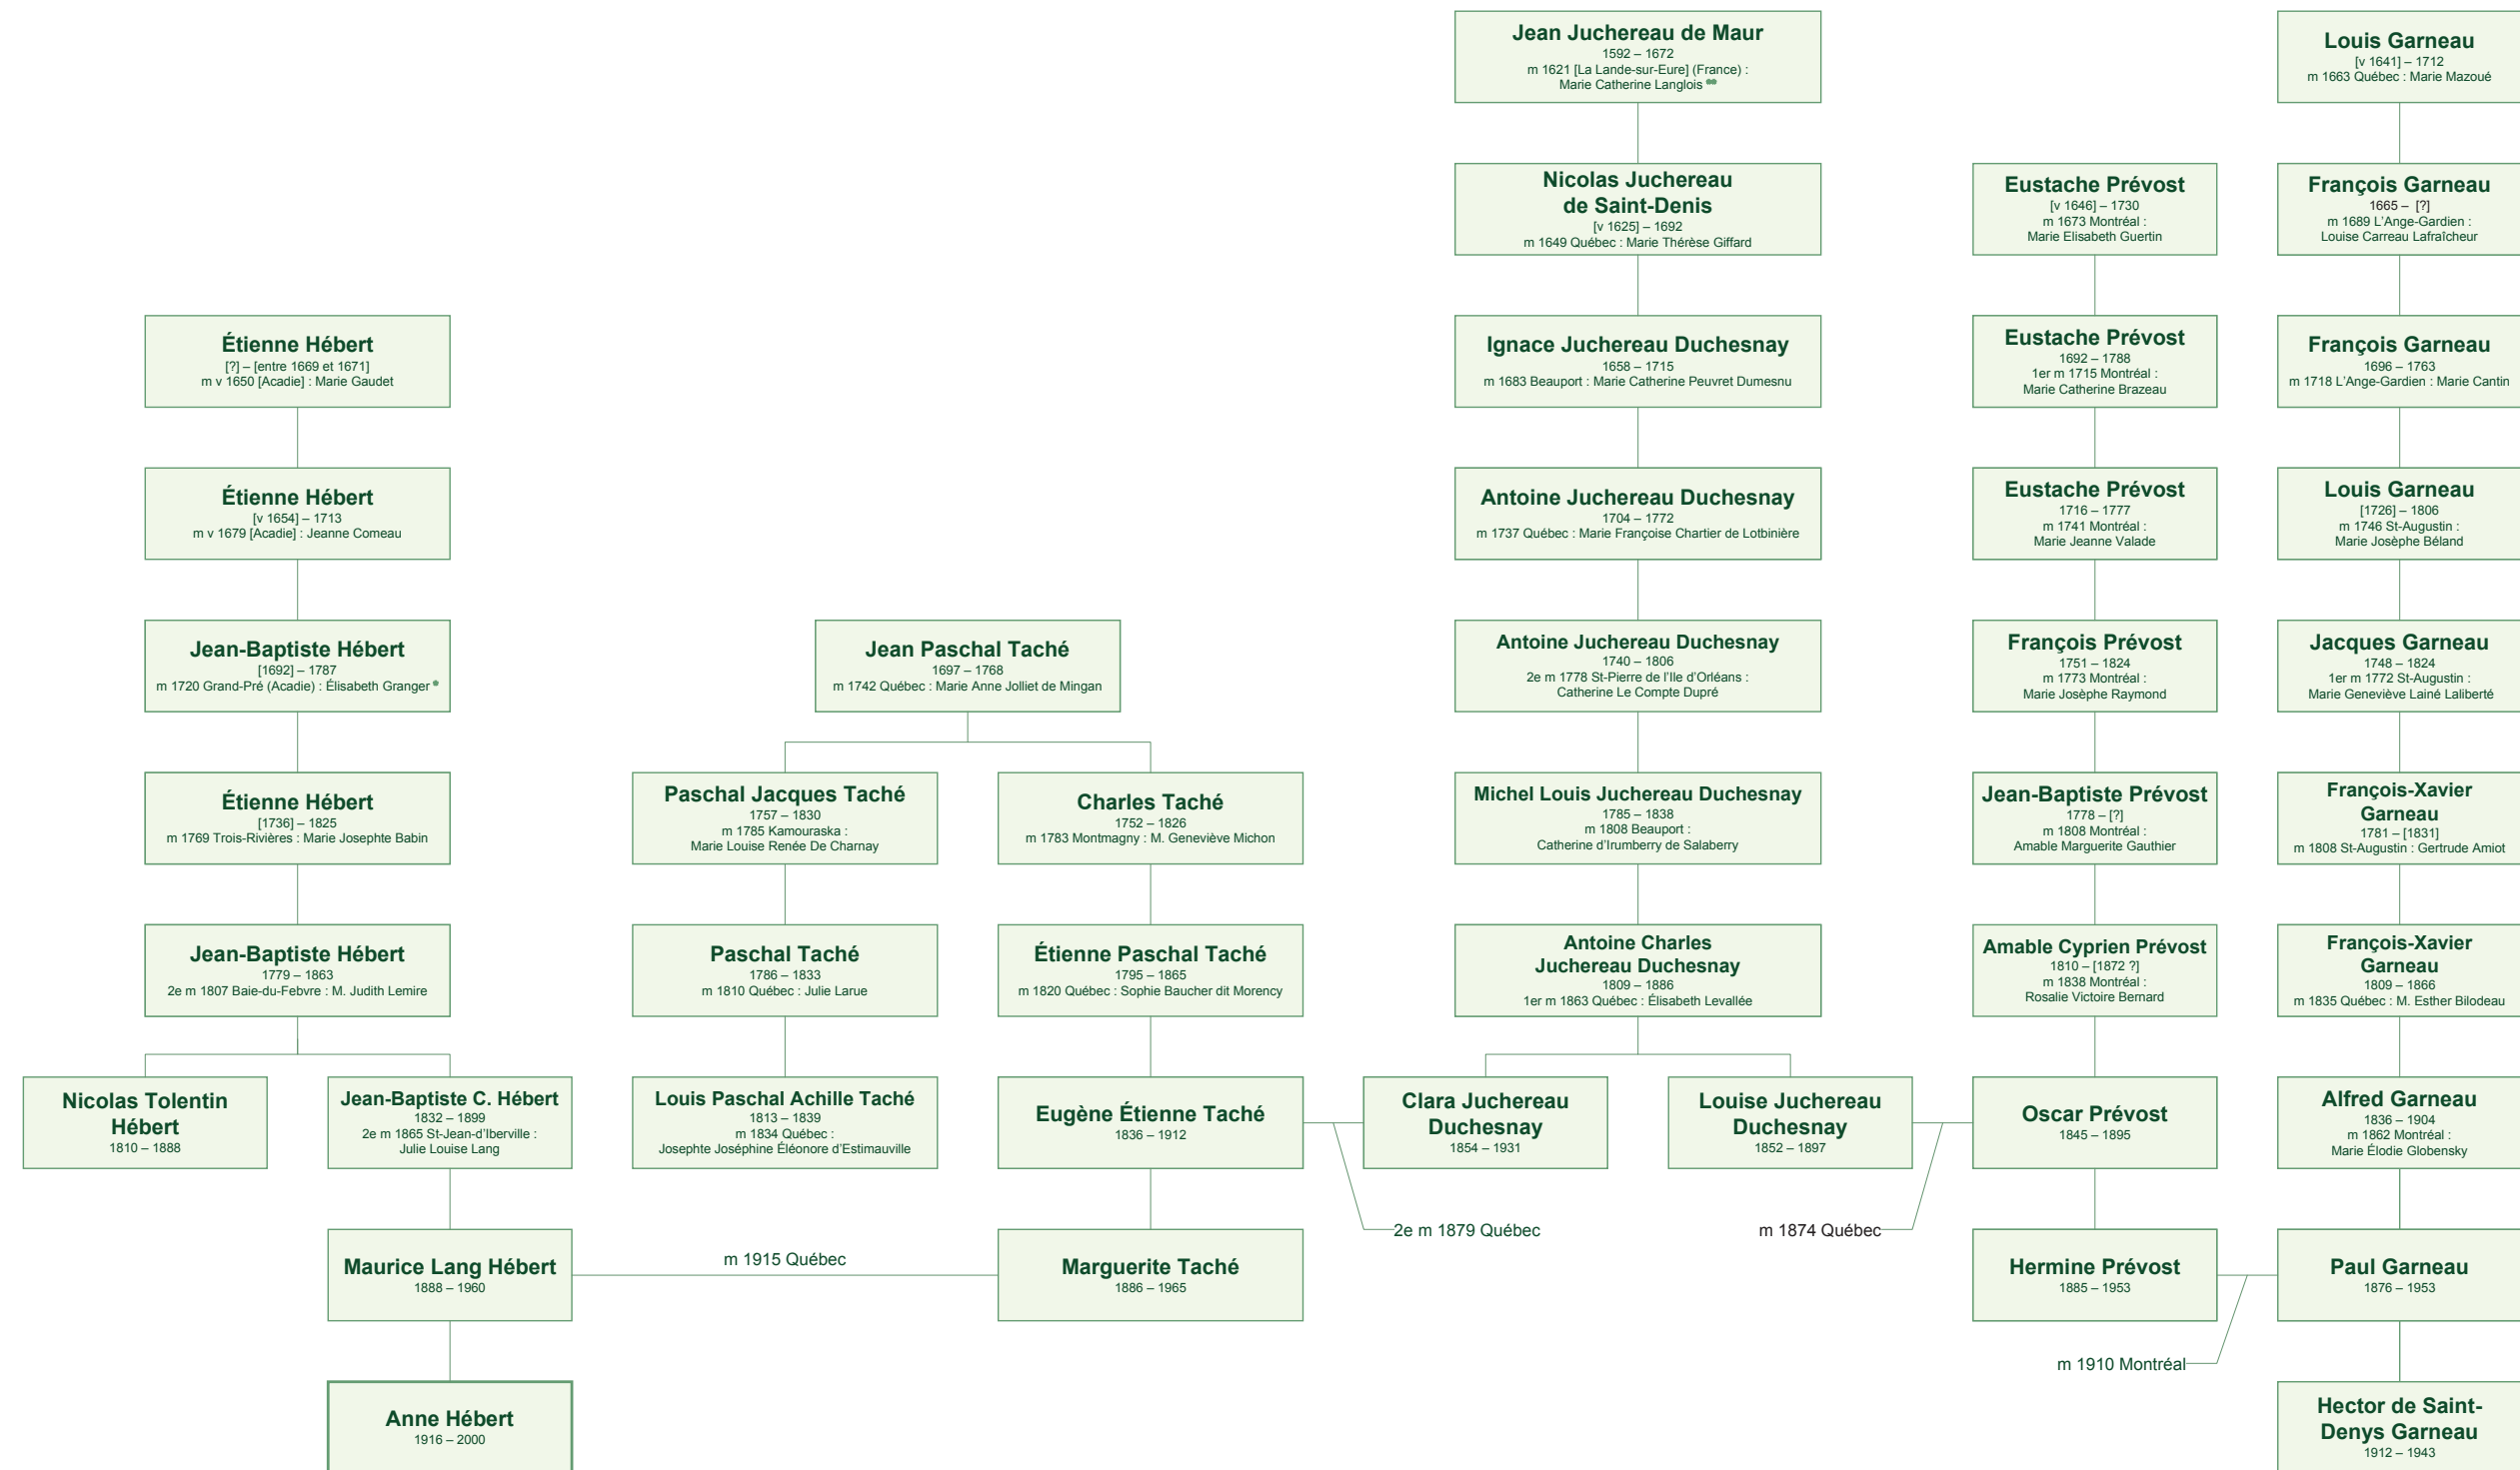 Jean Juchereau de Maur
1592 – 1672
m 1621 [La Lande-sur-Eure] (France) :
Marie Catherine Langlois **
Louis Garneau
[v 1641] – 1712
m 1663 Québec : Marie Mazoué
Nicolas Juchereau
de Saint-Denis
[v 1625] – 1692
m 1649 Québec : Marie Thérèse Giffard
Eustache Prévost
[v 1646] – 1730
m 1673 Montréal :
Marie Elisabeth Guertin
François Garneau
1665 – [?]
m 1689 L'Ange-Gardien :
Louise Carreau Lafraîcheur
Étienne Hébert
[?] – [entre 1669 et 1671]
m v 1650 [Acadie] : Marie Gaudet
Ignace Juchereau Duchesnay
1658 – 1715
m 1683 Beauport : Marie Catherine Peuvret Dumesnu
Eustache Prévost
1692 – 1788
1er m 1715 Montréal :
Marie Catherine Brazeau
François Garneau
1696 – 1763
m 1718 L'Ange-Gardien : Marie Cantin
Étienne Hébert
[v 1654] – 1713
m v 1679 [Acadie] : Jeanne Comeau
Antoine Juchereau Duchesnay
1704 – 1772
m 1737 Québec : Marie Françoise Chartier de Lotbinière
Eustache Prévost
1716 – 1777
m 1741 Montréal :
Marie Jeanne Valade
Louis Garneau
[1726] – 1806
m 1746 St-Augustin :
Marie Josèphe Béland
Jean-Baptiste Hébert
[1692] – 1787
m 1720 Grand-Pré (Acadie) : Élisabeth Granger *
Jean Paschal Taché
1697 – 1768
m 1742 Québec : Marie Anne Jolliet de Mingan
Antoine Juchereau Duchesnay
1740 – 1806
2e m 1778 St-Pierre de l'Ile d'Orléans :
Catherine Le Compte Dupré
François Prévost
1751 – 1824
m 1773 Montréal :
Marie Josèphe Raymond
Jacques Garneau
1748 – 1824
1er m 1772 St-Augustin :
Marie Geneviève Lainé Laliberté
Étienne Hébert
[1736] – 1825
m 1769 Trois-Rivières : Marie Josephte Babin
Paschal Jacques Taché
1757 – 1830
m 1785 Kamouraska :
Marie Louise Renée De Charnay
Charles Taché
1752 – 1826
m 1783 Montmagny : M. Geneviève Michon
Michel Louis Juchereau Duchesnay
1785 – 1838
m 1808 Beauport :
Catherine d'Irumberry de Salaberry
Jean-Baptiste Prévost
1778 – [?]
m 1808 Montréal :
Amable Marguerite Gauthier
François-Xavier
Garneau
1781 – [1831]
m 1808 St-Augustin : Gertrude Amiot
Jean-Baptiste Hébert
1779 – 1863
2e m 1807 Baie-du-Febvre : M. Judith Lemire
Paschal Taché
1786 – 1833
m 1810 Québec : Julie Larue
Étienne Paschal Taché
1795 – 1865
m 1820 Québec : Sophie Baucher dit Morency
Antoine Charles
Juchereau Duchesnay
1809 – 1886
1er m 1863 Québec : Élisabeth Levallée
Amable Cyprien Prévost
1810 – [1872 ?]
m 1838 Montréal :
Rosalie Victoire Bernard
François-Xavier
Garneau
1809 – 1866
m 1835 Québec : M. Esther Bilodeau
Nicolas Tolentin
Hébert
1810 – 1888
Jean-Baptiste C. Hébert
1832 – 1899
2e m 1865 St-Jean-d'Iberville :
Julie Louise Lang
Louis Paschal Achille Taché
1813 – 1839
m 1834 Québec :
Josephte Joséphine Éléonore d'Estimauville
Eugène Étienne Taché
1836 – 1912
Clara Juchereau
Duchesnay
1854 – 1931
Louise Juchereau
Duchesnay
1852 – 1897
Oscar Prévost
1845 – 1895
Alfred Garneau
1836 – 1904
m 1862 Montréal :
Marie Élodie Globensky
2e m 1879 Québec
m 1874 Québec
Maurice Lang Hébert
1888 – 1960
m 1915 Québec
Marguerite Taché
1886 – 1965
Hermine Prévost
1885 – 1953
Paul Garneau
1876 – 1953
m 1910 Montréal
Anne Hébert
1916 – 2000
Hector de Saint-
Denys Garneau
1912 – 1943